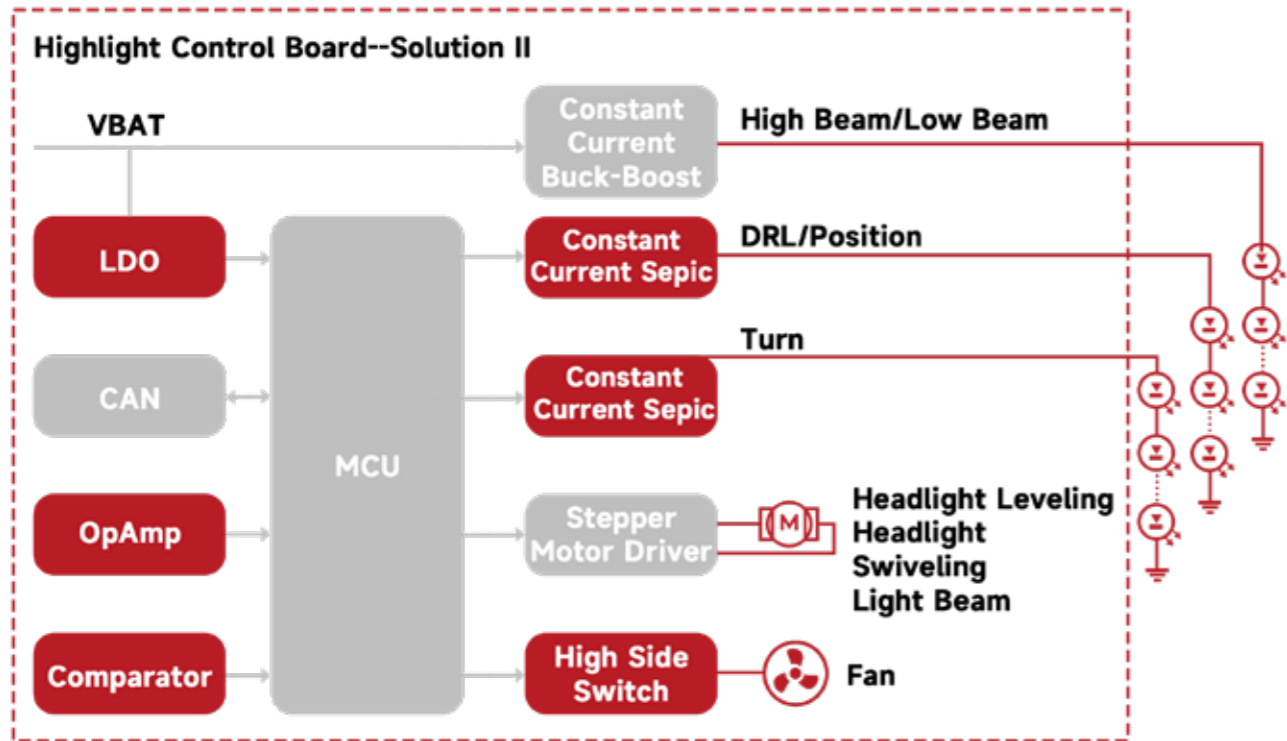 Highlight Control Board--Solution II
VBAT
Constant
Current
Buck-Boost
High Beam/Low Beam
LDO
Constant
Current Sepic
DRL/Position
CAN
MCU
Constant
Current Sepic
Turn
OpAmp
Stepper
Motor Driver
M
Headlight Leveling
Headlight
Swiveling
Light Beam
Comparator
High Side
Switch
Fan